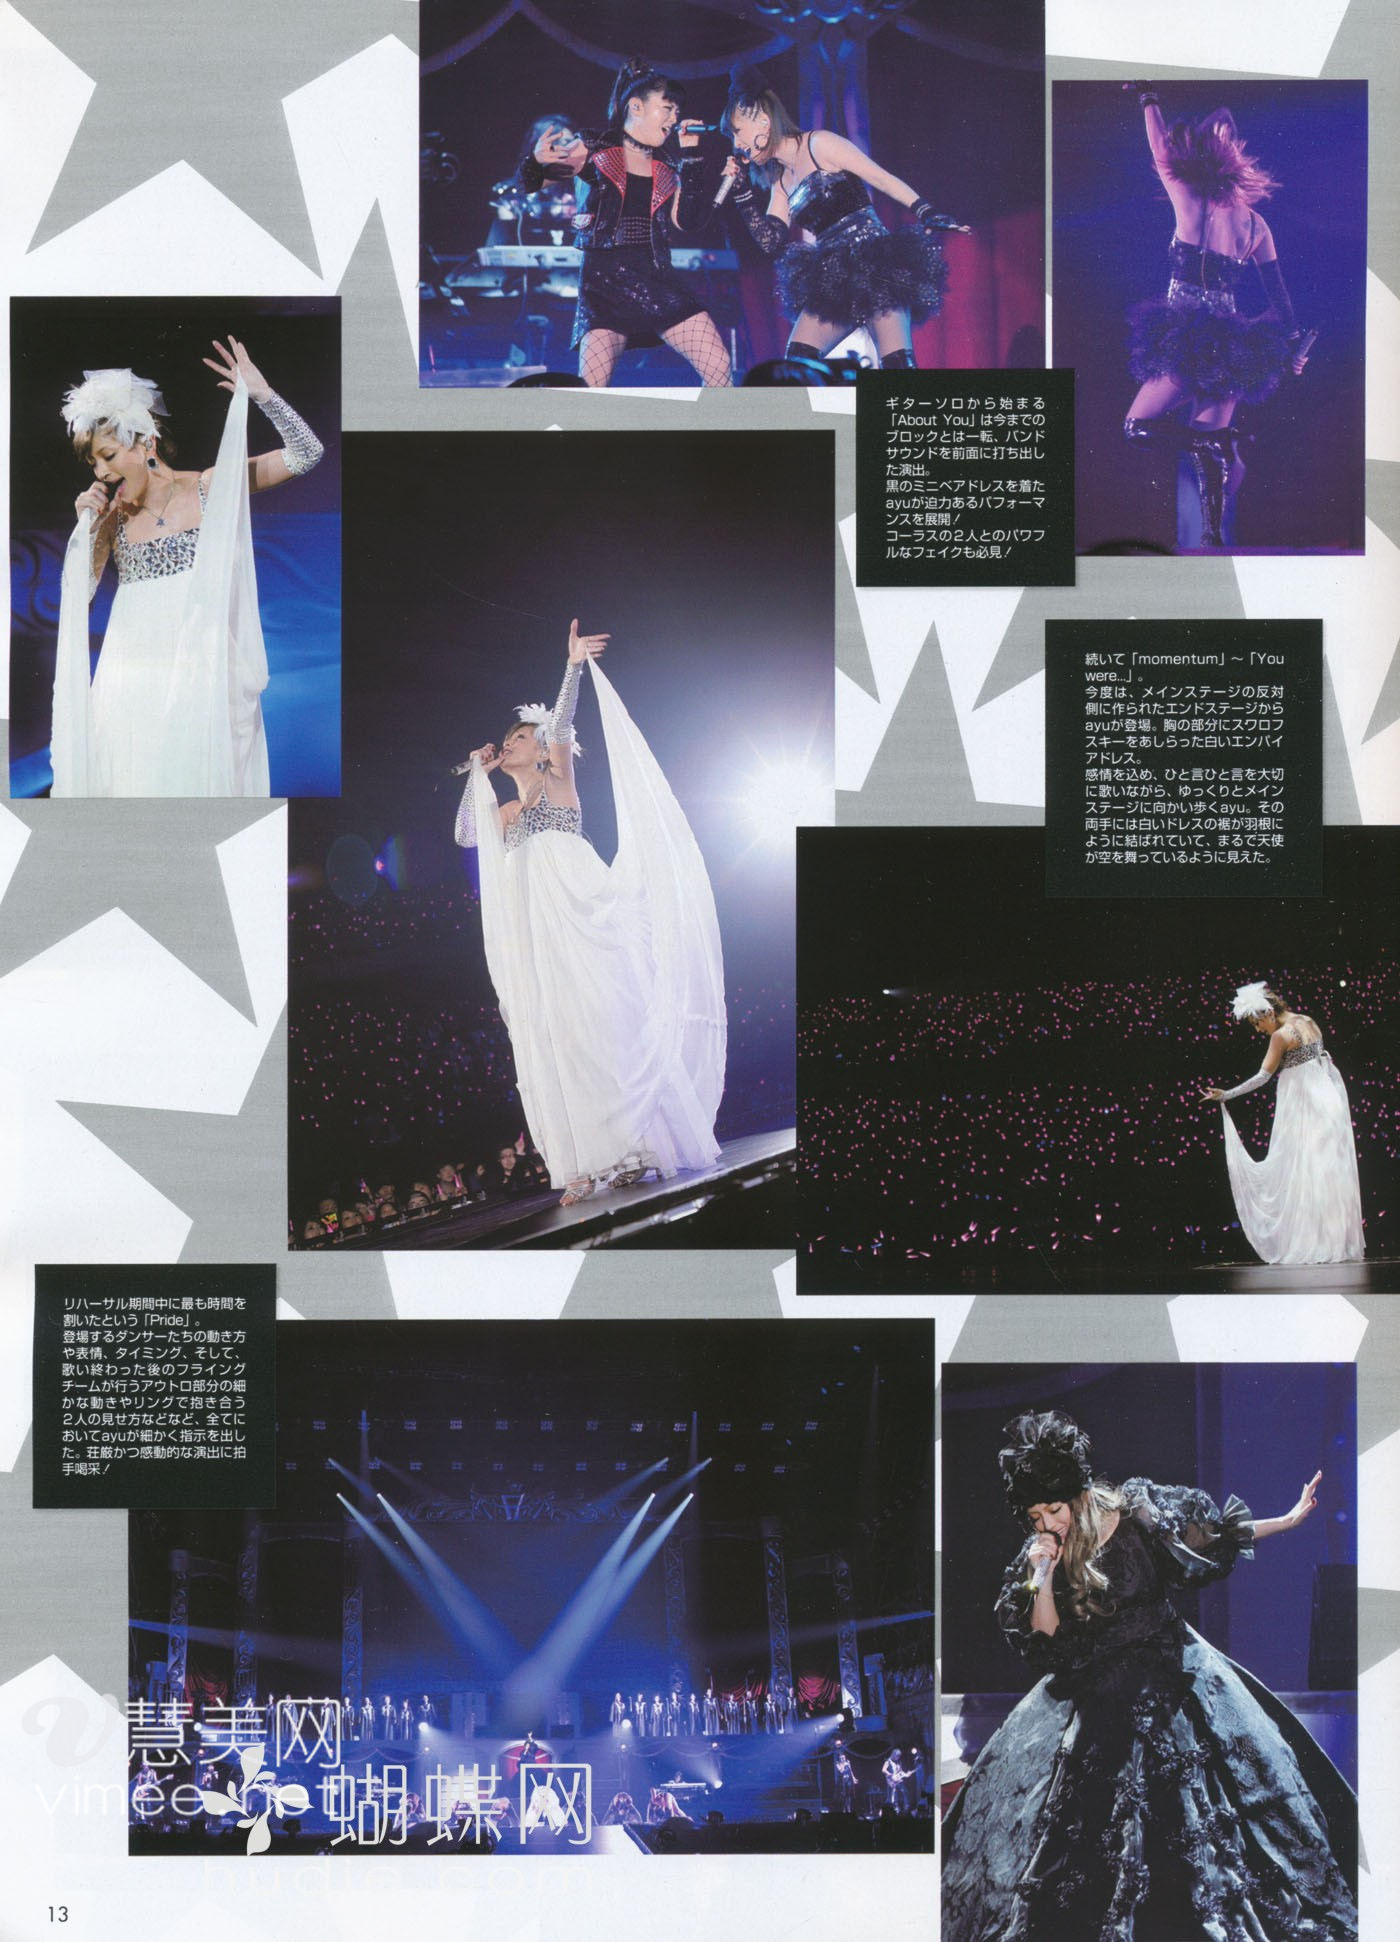 ギターソロから始まる
「About You」は今までの
ブロックとは一転、バンド
サウンドを前面に打ち出し
た演出。
黒のミニベアドレスを着た
ayuが迫力あるパフォーマ
ンスを展開！
コーラスの２人とのパワフ
ルなフェイクも必見！
続いて「momentum」～「You
were...」。
今度は、メインステージの反対
側に作られたエンドステージから
ayuが登場。胸の部分にスワロフ
スキーをあしらった白いエンパイ
アドレス。
感情を込め、ひと言ひと言を大切
に歌いながら、ゆっくりとメイン
ステージに向かい歩くayu。その
両手には白いドレスの裾が羽根に
ように結ばれていて、まるで天使
が空を舞っているように見えた。
リハーサル期間中に最も時間を
割いたという「Pride」。
登場するダンサーたちの動き方
や表情、タイミング、そして、
歌い終わった後のフライング
チームが行うアウトロ部分の細
かな動きやリングで抱き合う
２人の見せ方などなど、全てに
おいてayuが細かく指示を出し
た。荘厳かつ感動的な演出に拍
手喝采！
慧美网
vimee.net
蝴蝶网
hudie.com
13